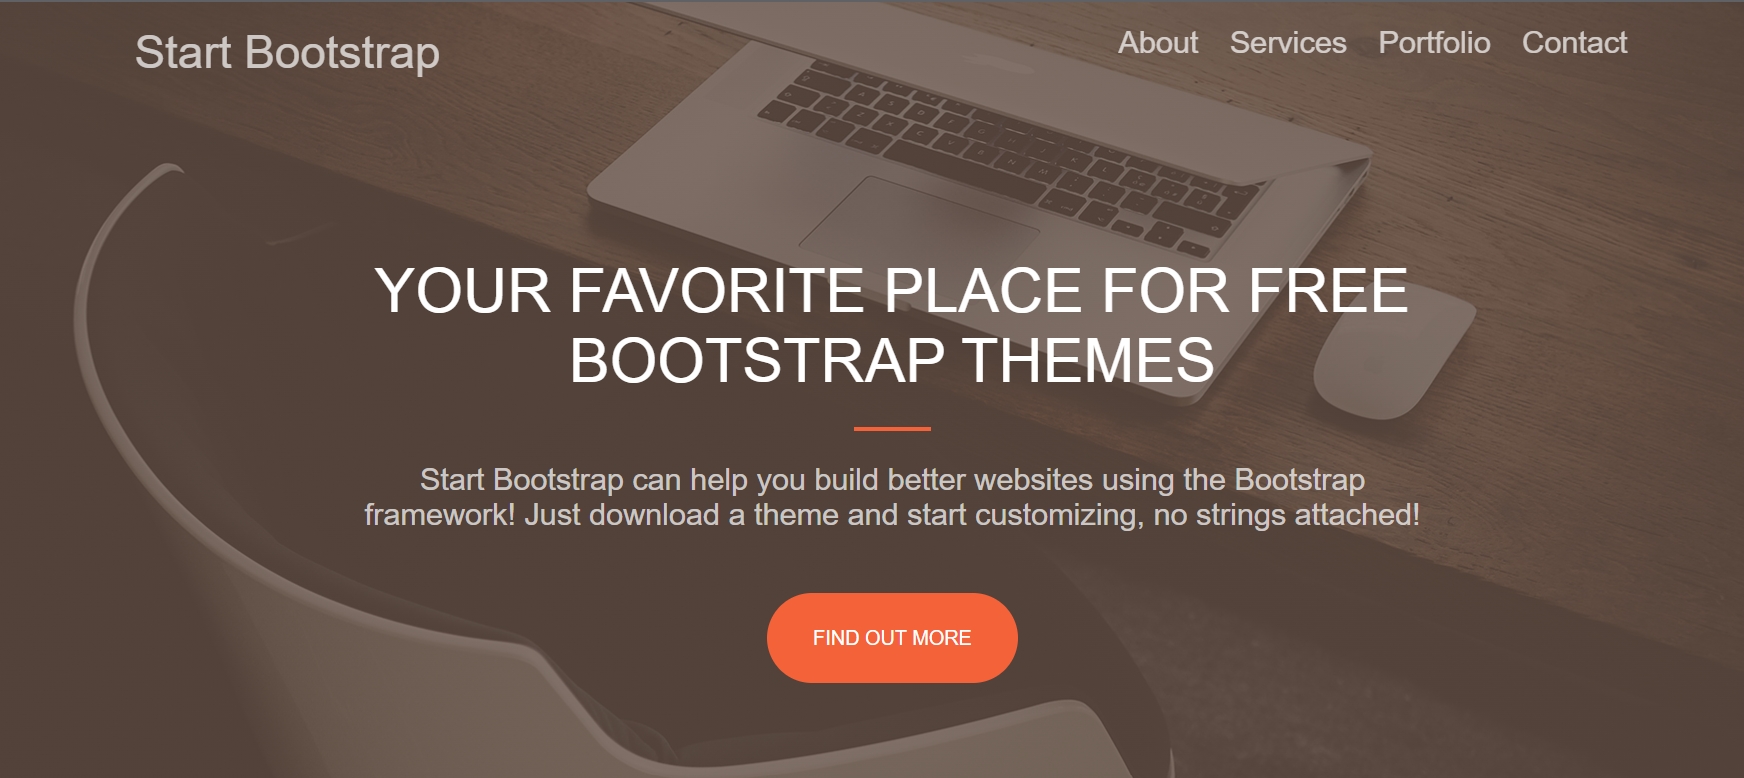 Start Bootstrap
About Services Portfolio Contact
YOUR FAVORITE PLACE FOR FREE
BOOTSTRAP THEMES
Start Bootstrap can help you build better websites using the Bootstrap
framework! Just download a theme and start customizing, no strings attached!
FIND OUT MORE